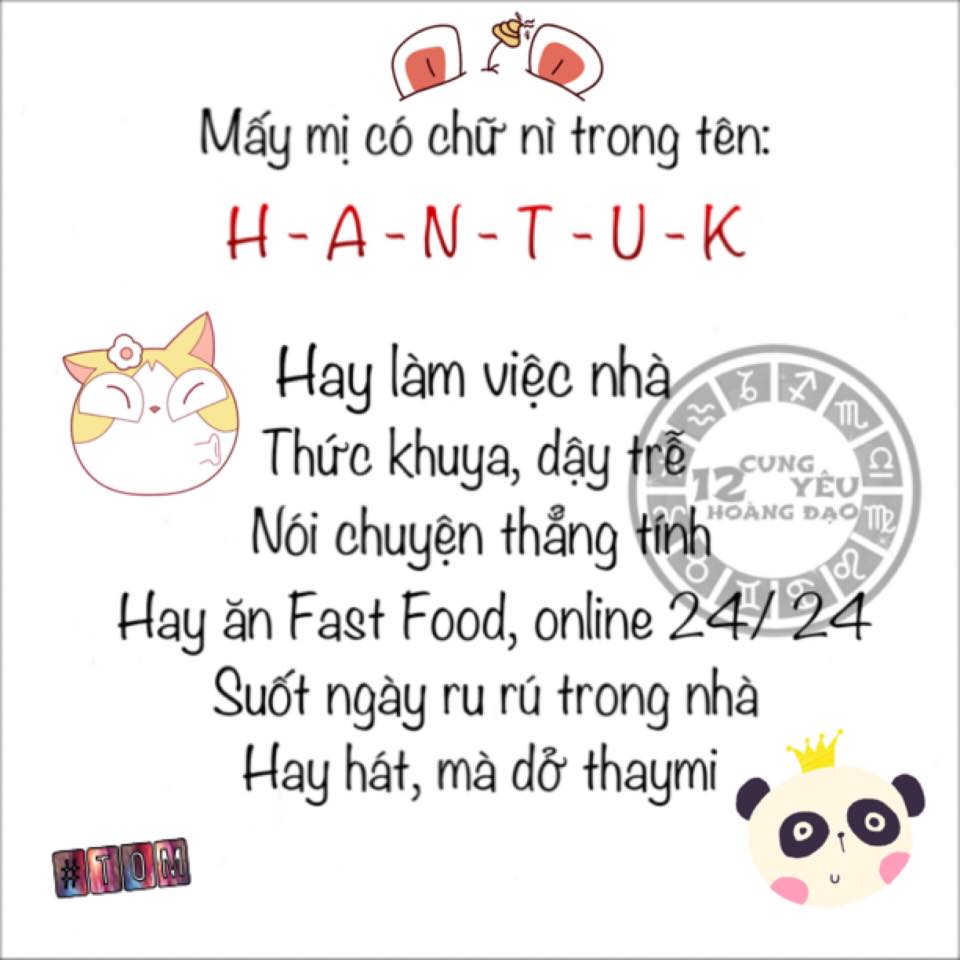 Mấy mị có chữ nì trong tên:
H - A - N - T - U - K
Hay làm việc nhà
Thức khuya, dậy trễ
12 CUNG YÊU HOÀNG ĐẠO
Nói chuyện thẳng tính
Hay ăn Fast Food, online 24/ 24
Suốt ngày ru rú trong nhà
Hay hát, mà dở thaymi
#TOM